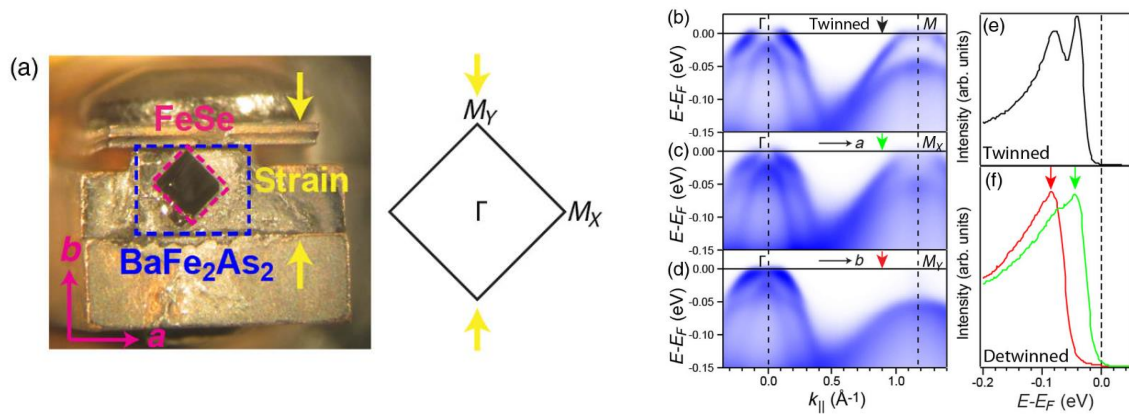 (a)
FeSe
Strain
BaFe2As2
b
a
MY
Γ
MX
(b)
Γ
Twinned
M
0.00
-0.05
-0.10
-0.15
E-EF (eV)
(c)
Γ
a
MX
0.00
-0.05
-0.10
-0.15
E-EF (eV)
(d)
Γ
b
MY
0.00
-0.05
-0.10
-0.15
E-EF (eV)
0.0
0.5
1.0
k|| (Å-1)
(e)
Intensity (arb. units)
Twinned
(f)
Intensity (arb. units)
Detwinned
-0.2
-0.1
0.0
E-EF (eV)